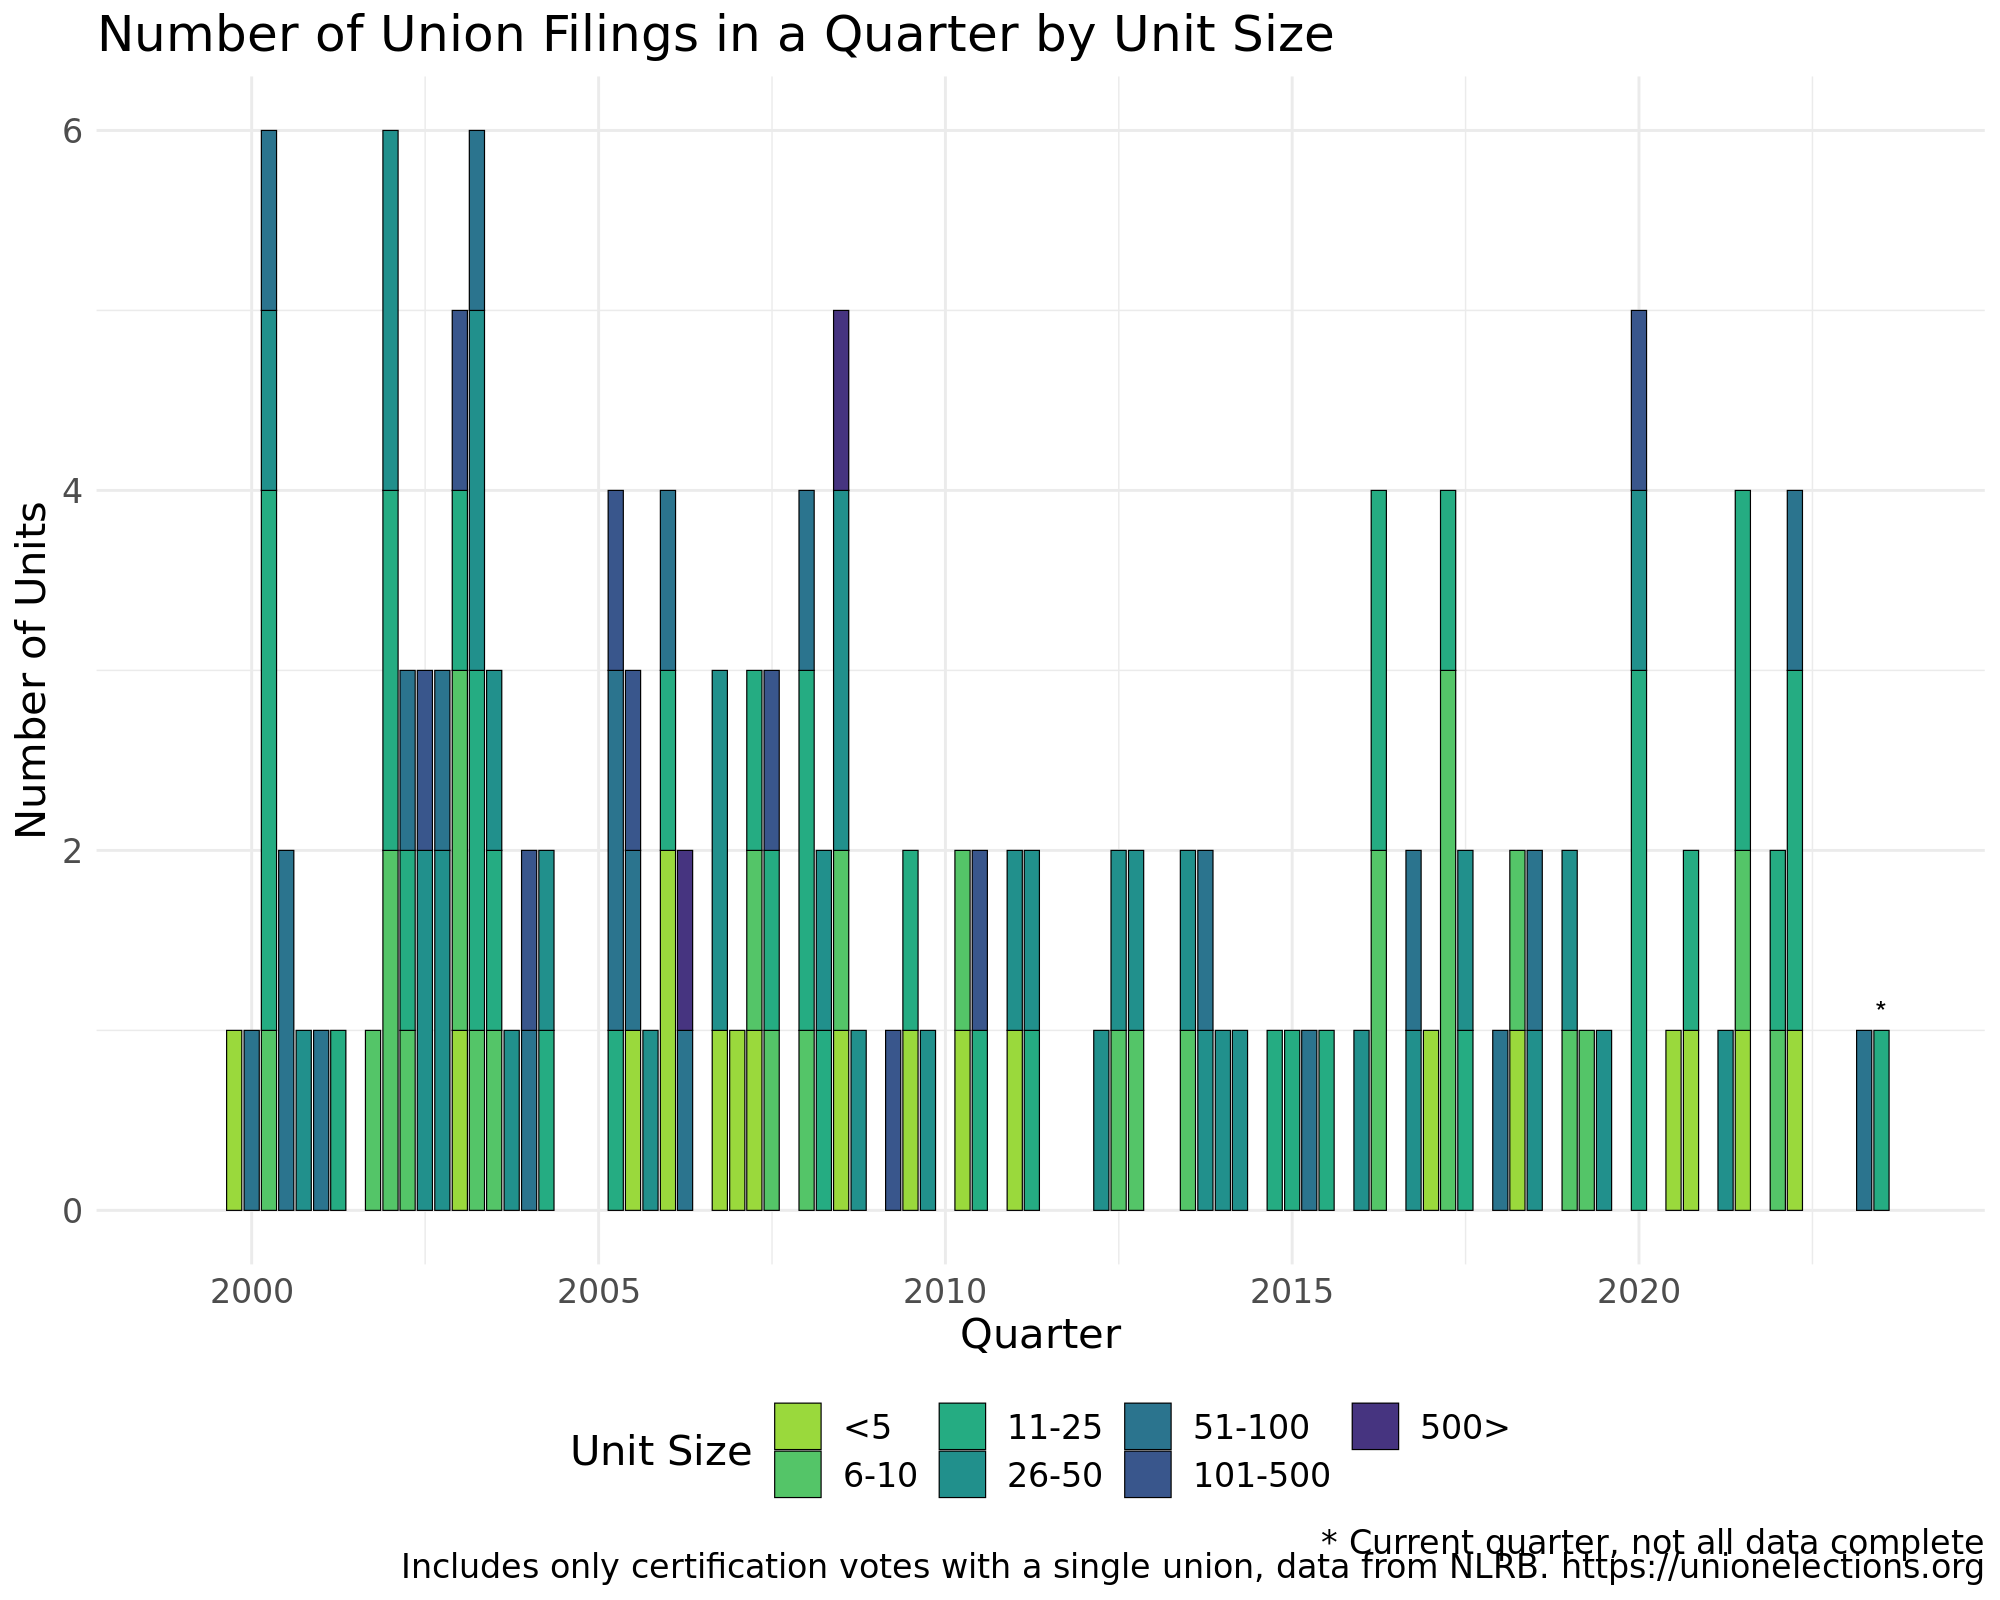 Number of Union Filings in a Quarter by Unit Size
Number of Units
6
4
2
0
*
2000 2005 2010 2015 2020
Quarter
Unit Size
<5 11-25 51-100 500>
6-10 26-50 101-500
* Current quarter, not all data complete
Includes only certification votes with a single union, data from NLRB. https://unionelections.org